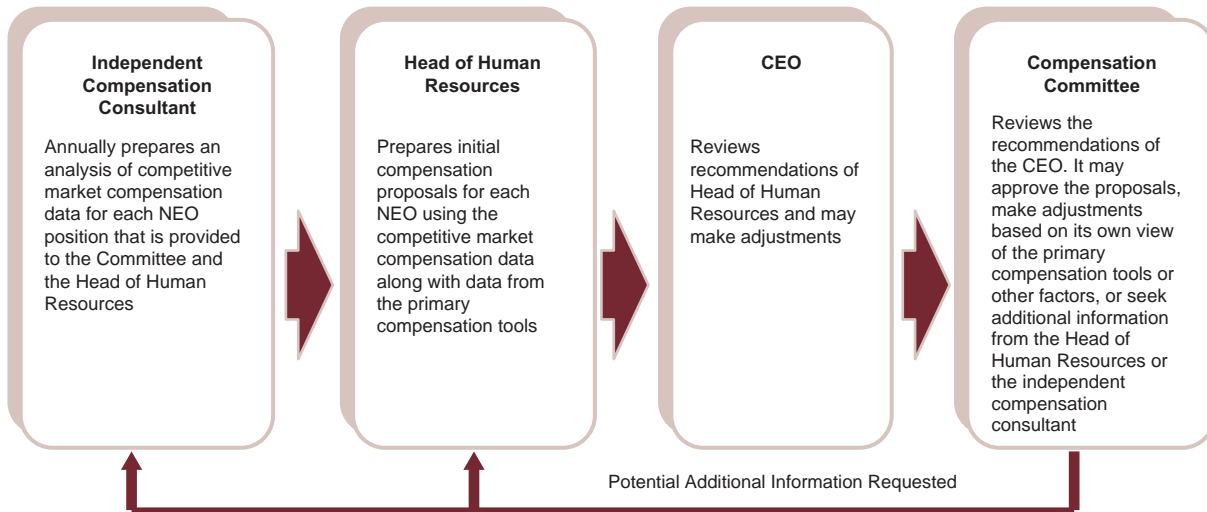 Independent
Compensation
Consultant
Annually prepares an
analysis of competitive
market compensation
data for each NEO
position that is provided
to the Committee and
the Head of Human
Resources
Head of Human
Resources
Prepares initial
compensation
proposals for each
NEO using the
competitive market
compensation data
along with data from
the primary
compensation tools
CEO
Reviews
recommendations of
Head of Human
Resources and may
make adjustments
Compensation
Committee
Reviews the
recommendations of
the CEO. It may
approve the proposals,
make adjustments
based on its own view
of the primary
compensation tools or
other factors, or seek
additional information
from the Head of
Human Resources or
the independent
compensation
consultant
Potential Additional Information Requested